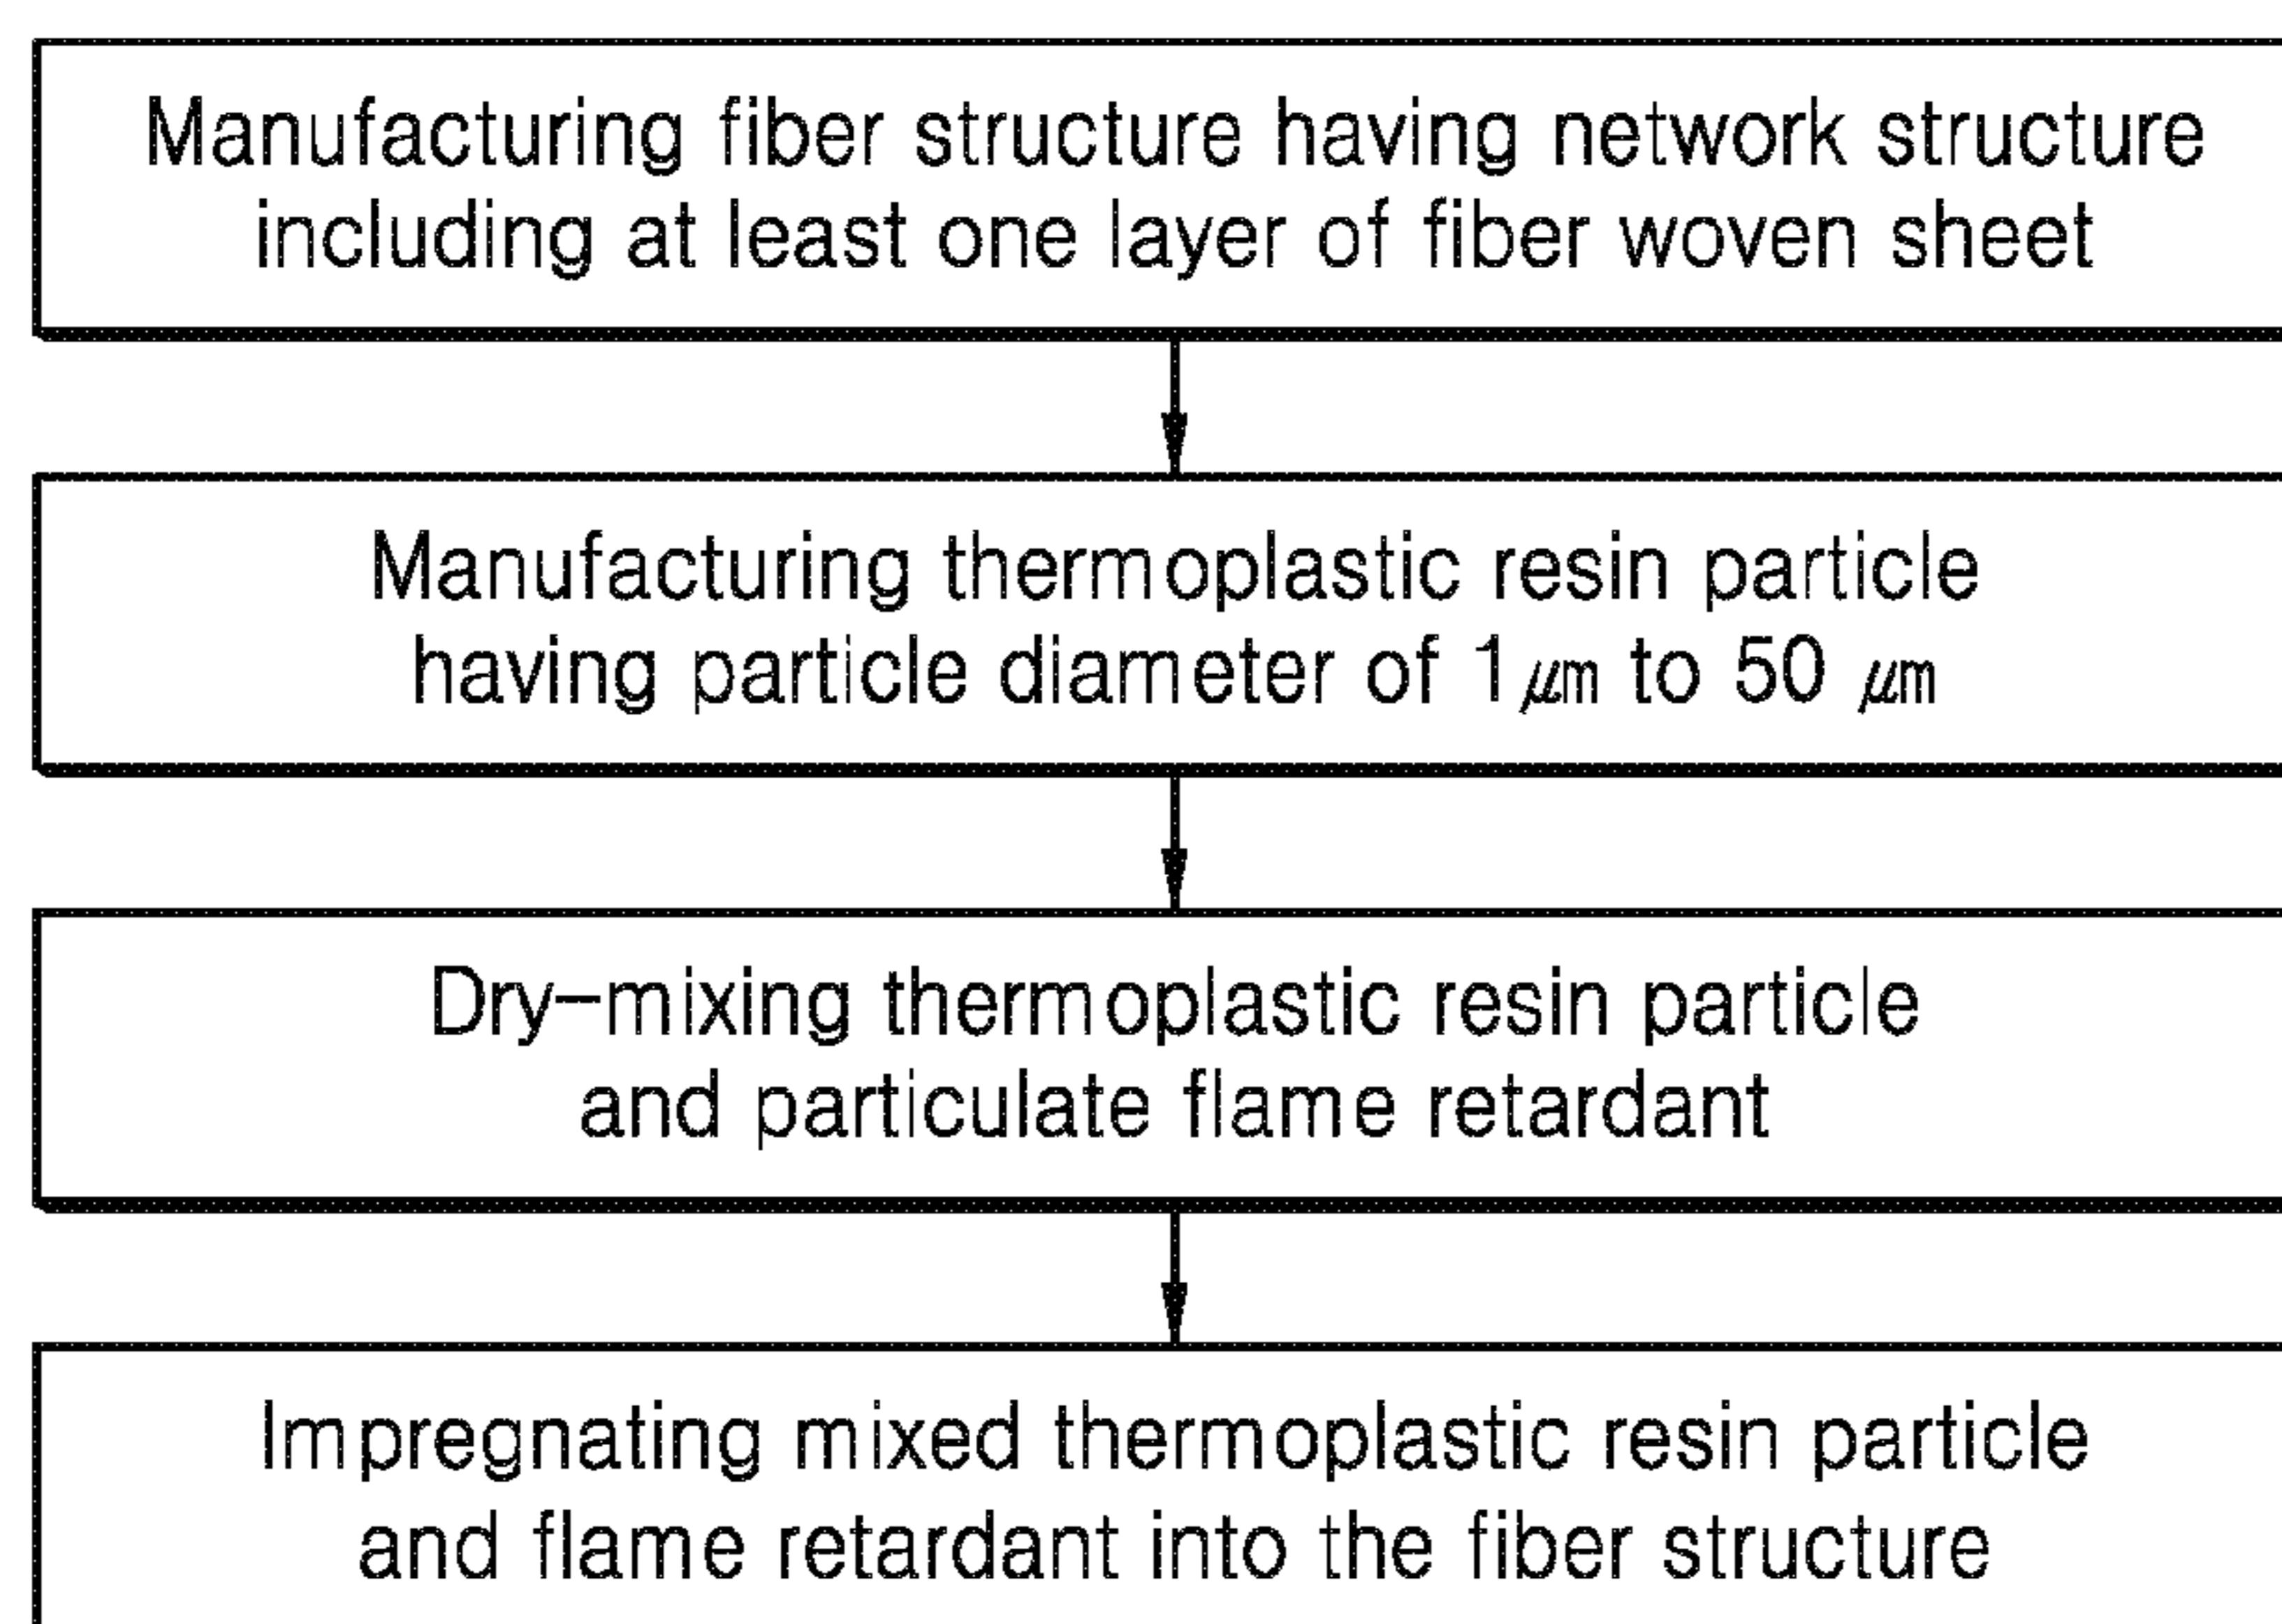 Manufacturing fiber structure having network structure
including at least one layer of fiber woven sheet
Manufacturing thermoplastic resin particle
having particle diameter of 1㎛ to 50 ㎛
Dry-mixing thermoplastic resin particle
and particulate flame retardant
Impregnating mixed thermoplastic resin particle
and flame retardant into the fiber structure